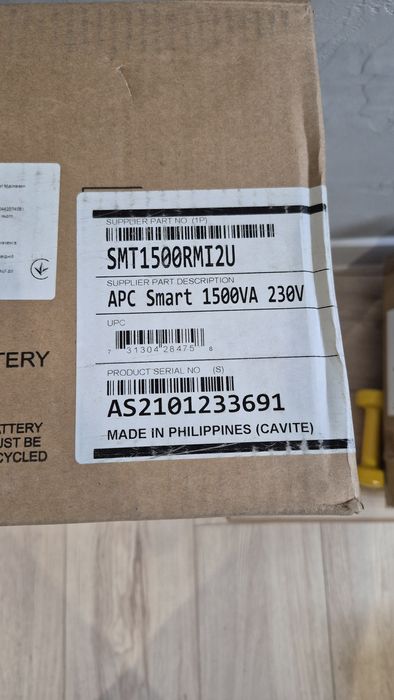 SUPPLIER PART NO (1P)
SMT1500RMI2U
SUPPLIER PART DESCRIPTION
APC Smart 1500VA 230V
UPC
7 31304 28475 8
PRODUCT SERIAL NO (S)
AS2101233691
MADE IN PHILIPPINES (CAVITE)
TERY
ATTERY
UST BE
CYCLED